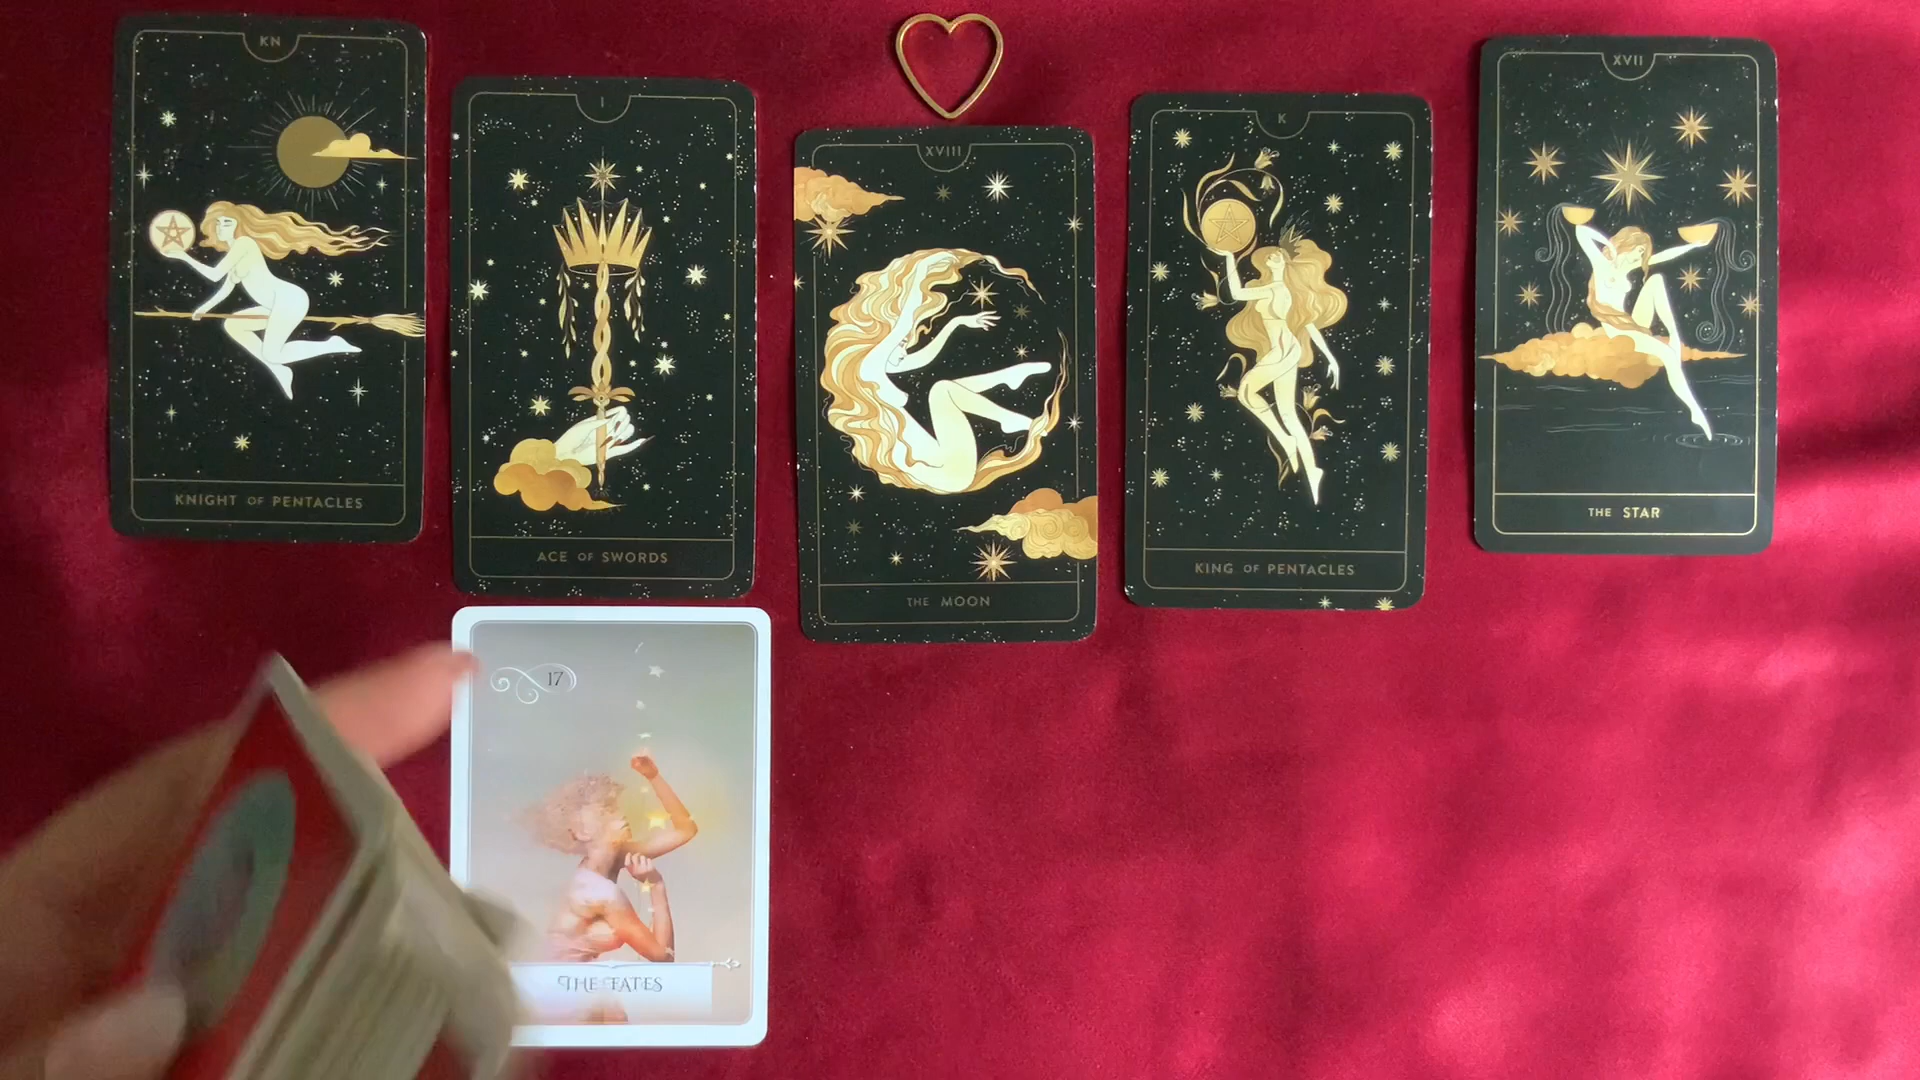 KN
KNIGHT OF PENTACLES
I
ACE OF SWORDS
XVIII
THE MOON
K
KING OF PENTACLES
XVII
THE STAR
17
THE FATES